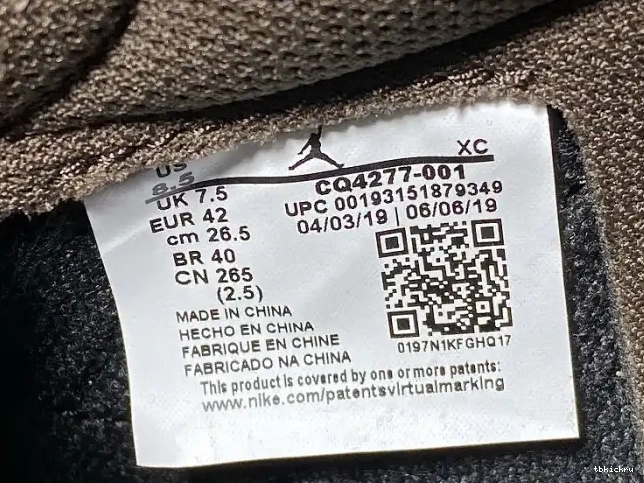 US
8.5
UK 7.5
EUR 42
cm 26.5
BR 40
CN 265
(2.5)
XC
CQ4277-001
UPC 00193151879349
04/03/19 | 06/06/19
0197N1KFGHQ17
MADE IN CHINA
HECHO EN CHINA
FABRIQUE EN CHINE
FABRICADO NA CHINA
This product is covered by one or more patents:
www.nike.com/patentsvirtualmarking
tbkickru